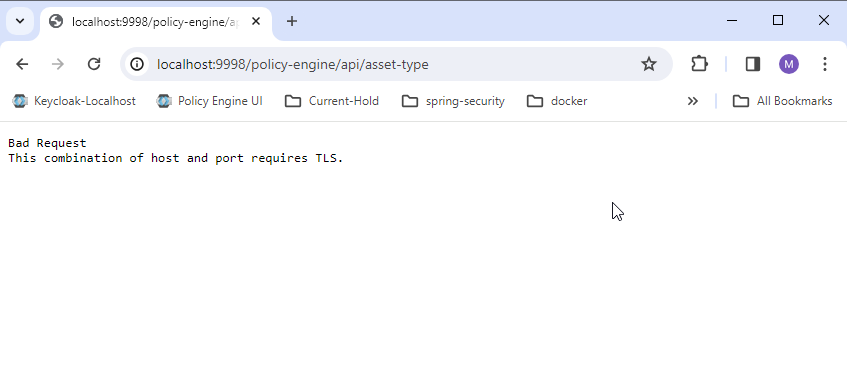 localhost:9998/policy-engine/ap
localhost:9998/policy-engine/api/asset-type
M
Keycloak-Localhost
Policy Engine UI
Current-Hold
spring-security
docker
All Bookmarks
Bad Request
This combination of host and port requires TLS.